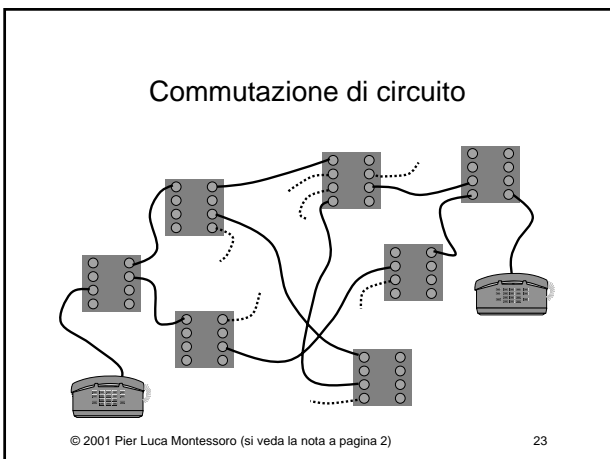 Commutazione di circuito
© 2001 Pier Luca Montessoro (si veda la nota a pagina 2) 23